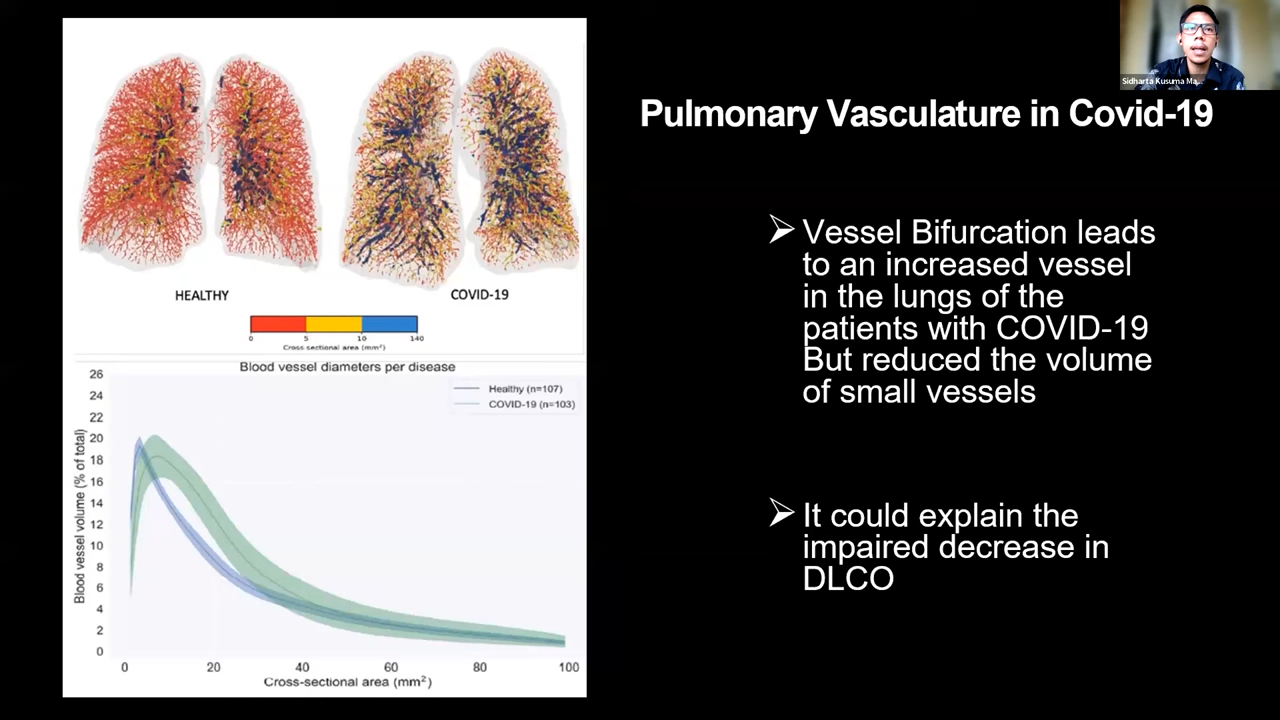 Sidharta Kusuma Ma...
Pulmonary Vasculature in Covid-19
HEALTHY
COVID-19
0 5 10 140
Cross-sectional area (mm²)
Blood vessel diameters per disease
Healthy (n=107)
COVID-19 (n=103)
Blood vessel volume (% of total)
26
24
22
20
18
16
14
12
10
8
6
4
2
0
0 20 40 60 80 100
Cross-sectional area (mm²)
➢ Vessel Bifurcation leads
to an increased vessel
in the lungs of the
patients with COVID-19
But reduced the volume
of small vessels
➢ It could explain the
impaired decrease in
DLCO